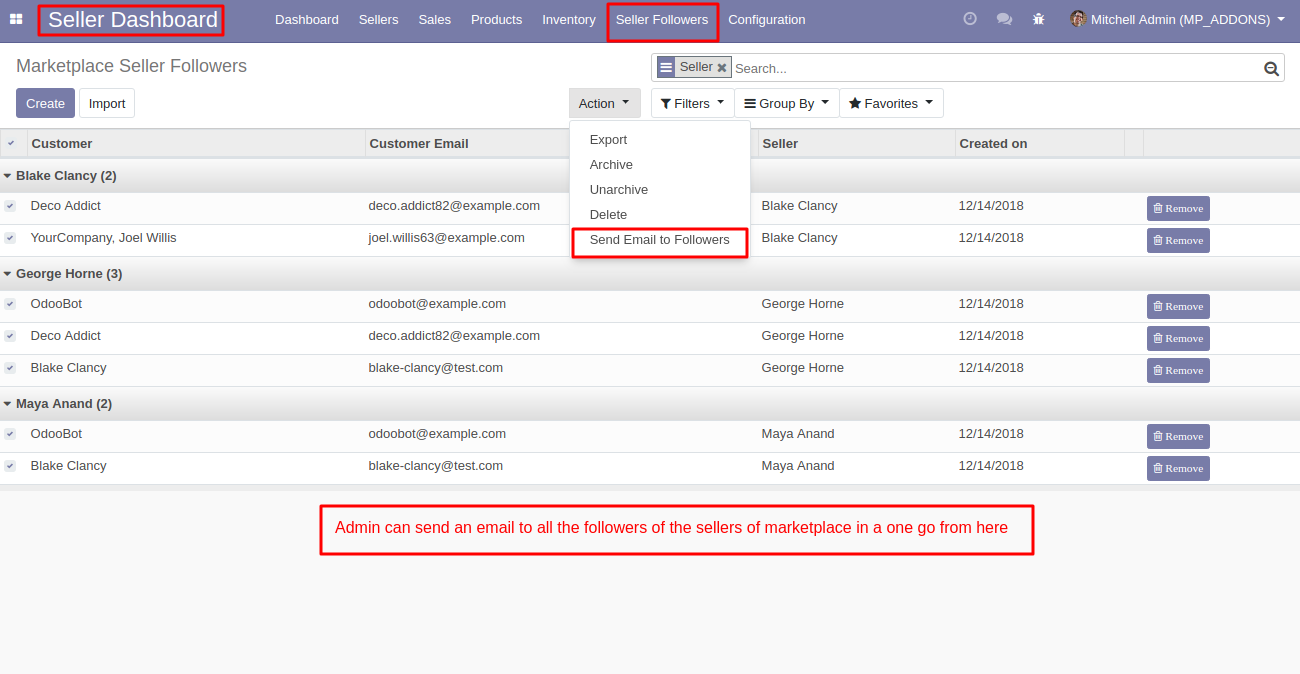 Seller Dashboard Dashboard Sellers Sales Products Inventory Seller Followers Configuration Mitchell Admin (MP_ADDONS)
Marketplace Seller Followers Seller Search...
Create Import Action Filters Group By Favorites
Export
Archive
Unarchive
Delete
Send Email to Followers
Customer Customer Email Seller Created on
Blake Clancy (2)
Deco Addict deco.addict82@example.com Blake Clancy 12/14/2018 Remove
YourCompany, Joel Willis joel.willis63@example.com Blake Clancy 12/14/2018 Remove
George Horne (3)
OdooBot odoobot@example.com George Horne 12/14/2018 Remove
Deco Addict deco.addict82@example.com George Horne 12/14/2018 Remove
Blake Clancy blake-clancy@test.com George Horne 12/14/2018 Remove
Maya Anand (2)
OdooBot odoobot@example.com Maya Anand 12/14/2018 Remove
Blake Clancy blake-clancy@test.com Maya Anand 12/14/2018 Remove
Admin can send an email to all the followers of the sellers of marketplace in a one go from here